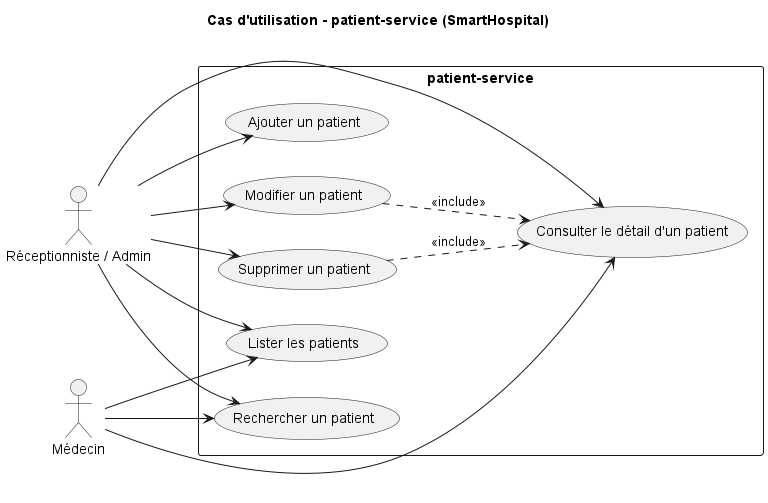 Cas d'utilisation - patient-service (SmartHospital)
patient-service
Ajouter un patient
Modifier un patient
«include»
Consulter le détail d'un patient
«include»
Supprimer un patient
Réceptionniste / Admin
Lister les patients
Rechercher un patient
Médecin